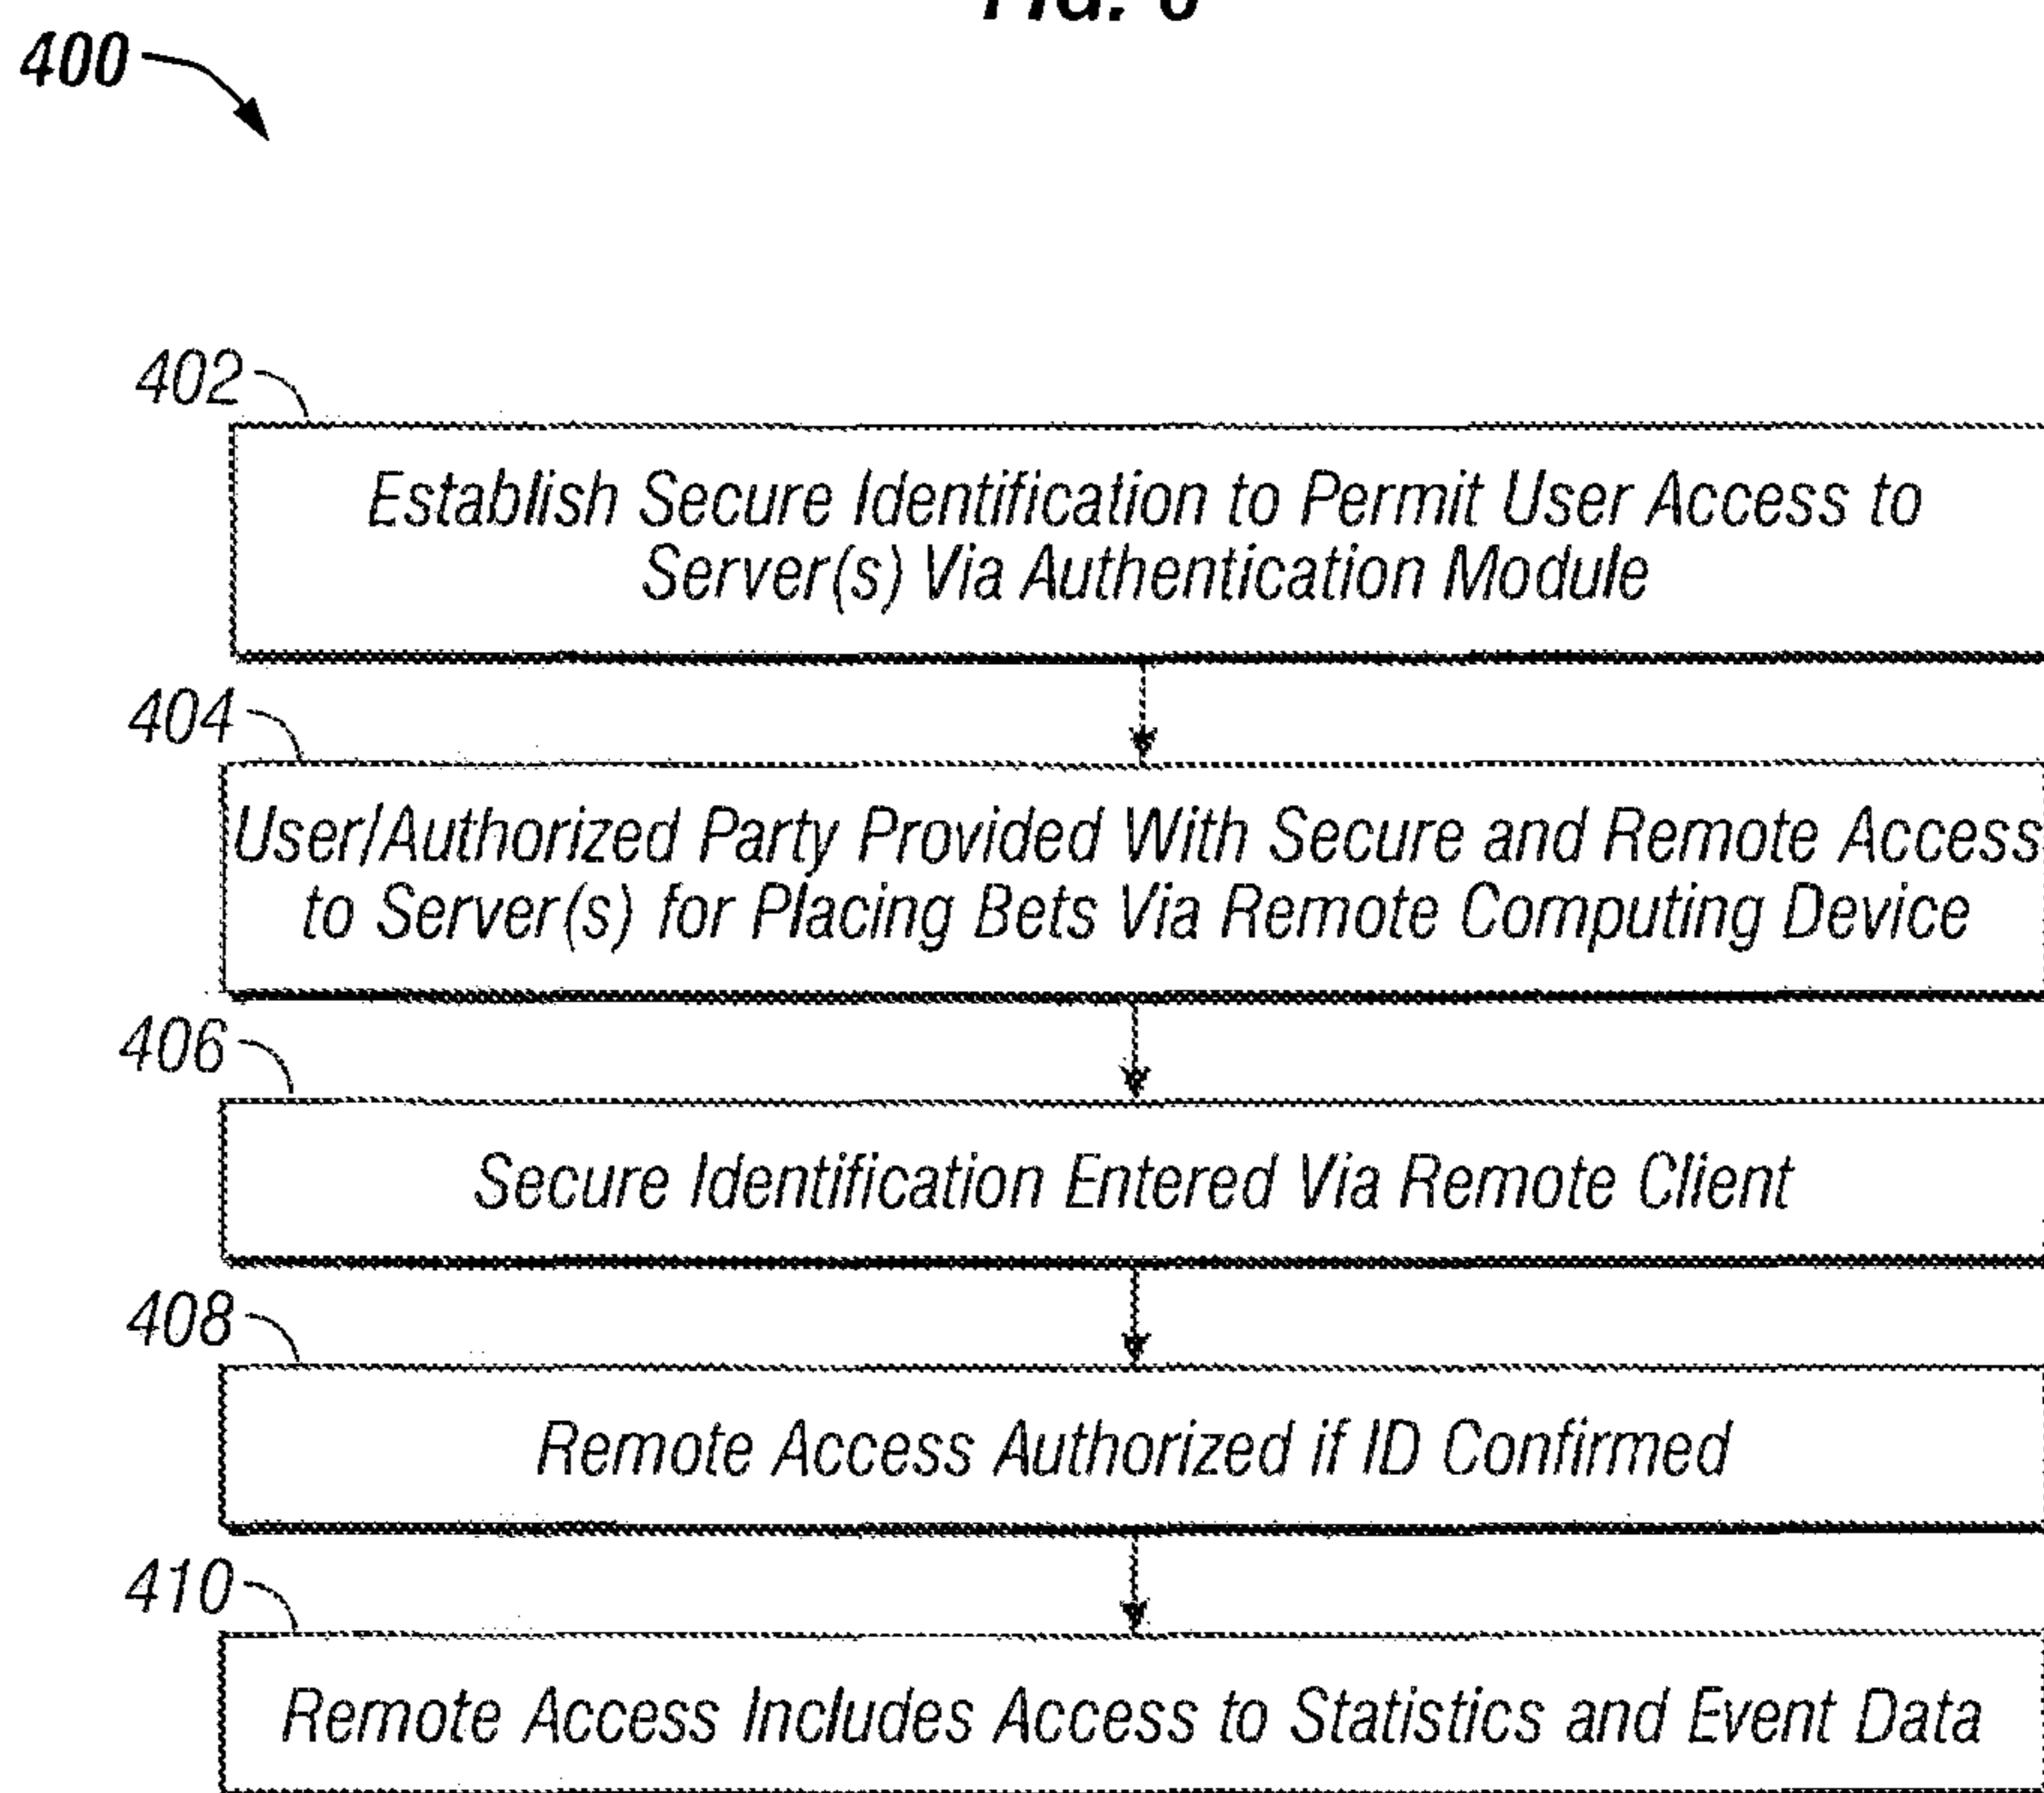 400
402
Establish Secure Identification to Permit User Access to
Server(s) Via Authentication Module
404
User/Authorized Party Provided With Secure and Remote Access
to Server(s) for Placing Bets Via Remote Computing Device
406
Secure Identification Entered Via Remote Client
408
Remote Access Authorized if ID Confirmed
410
Remote Access Includes Access to Statistics and Event Data